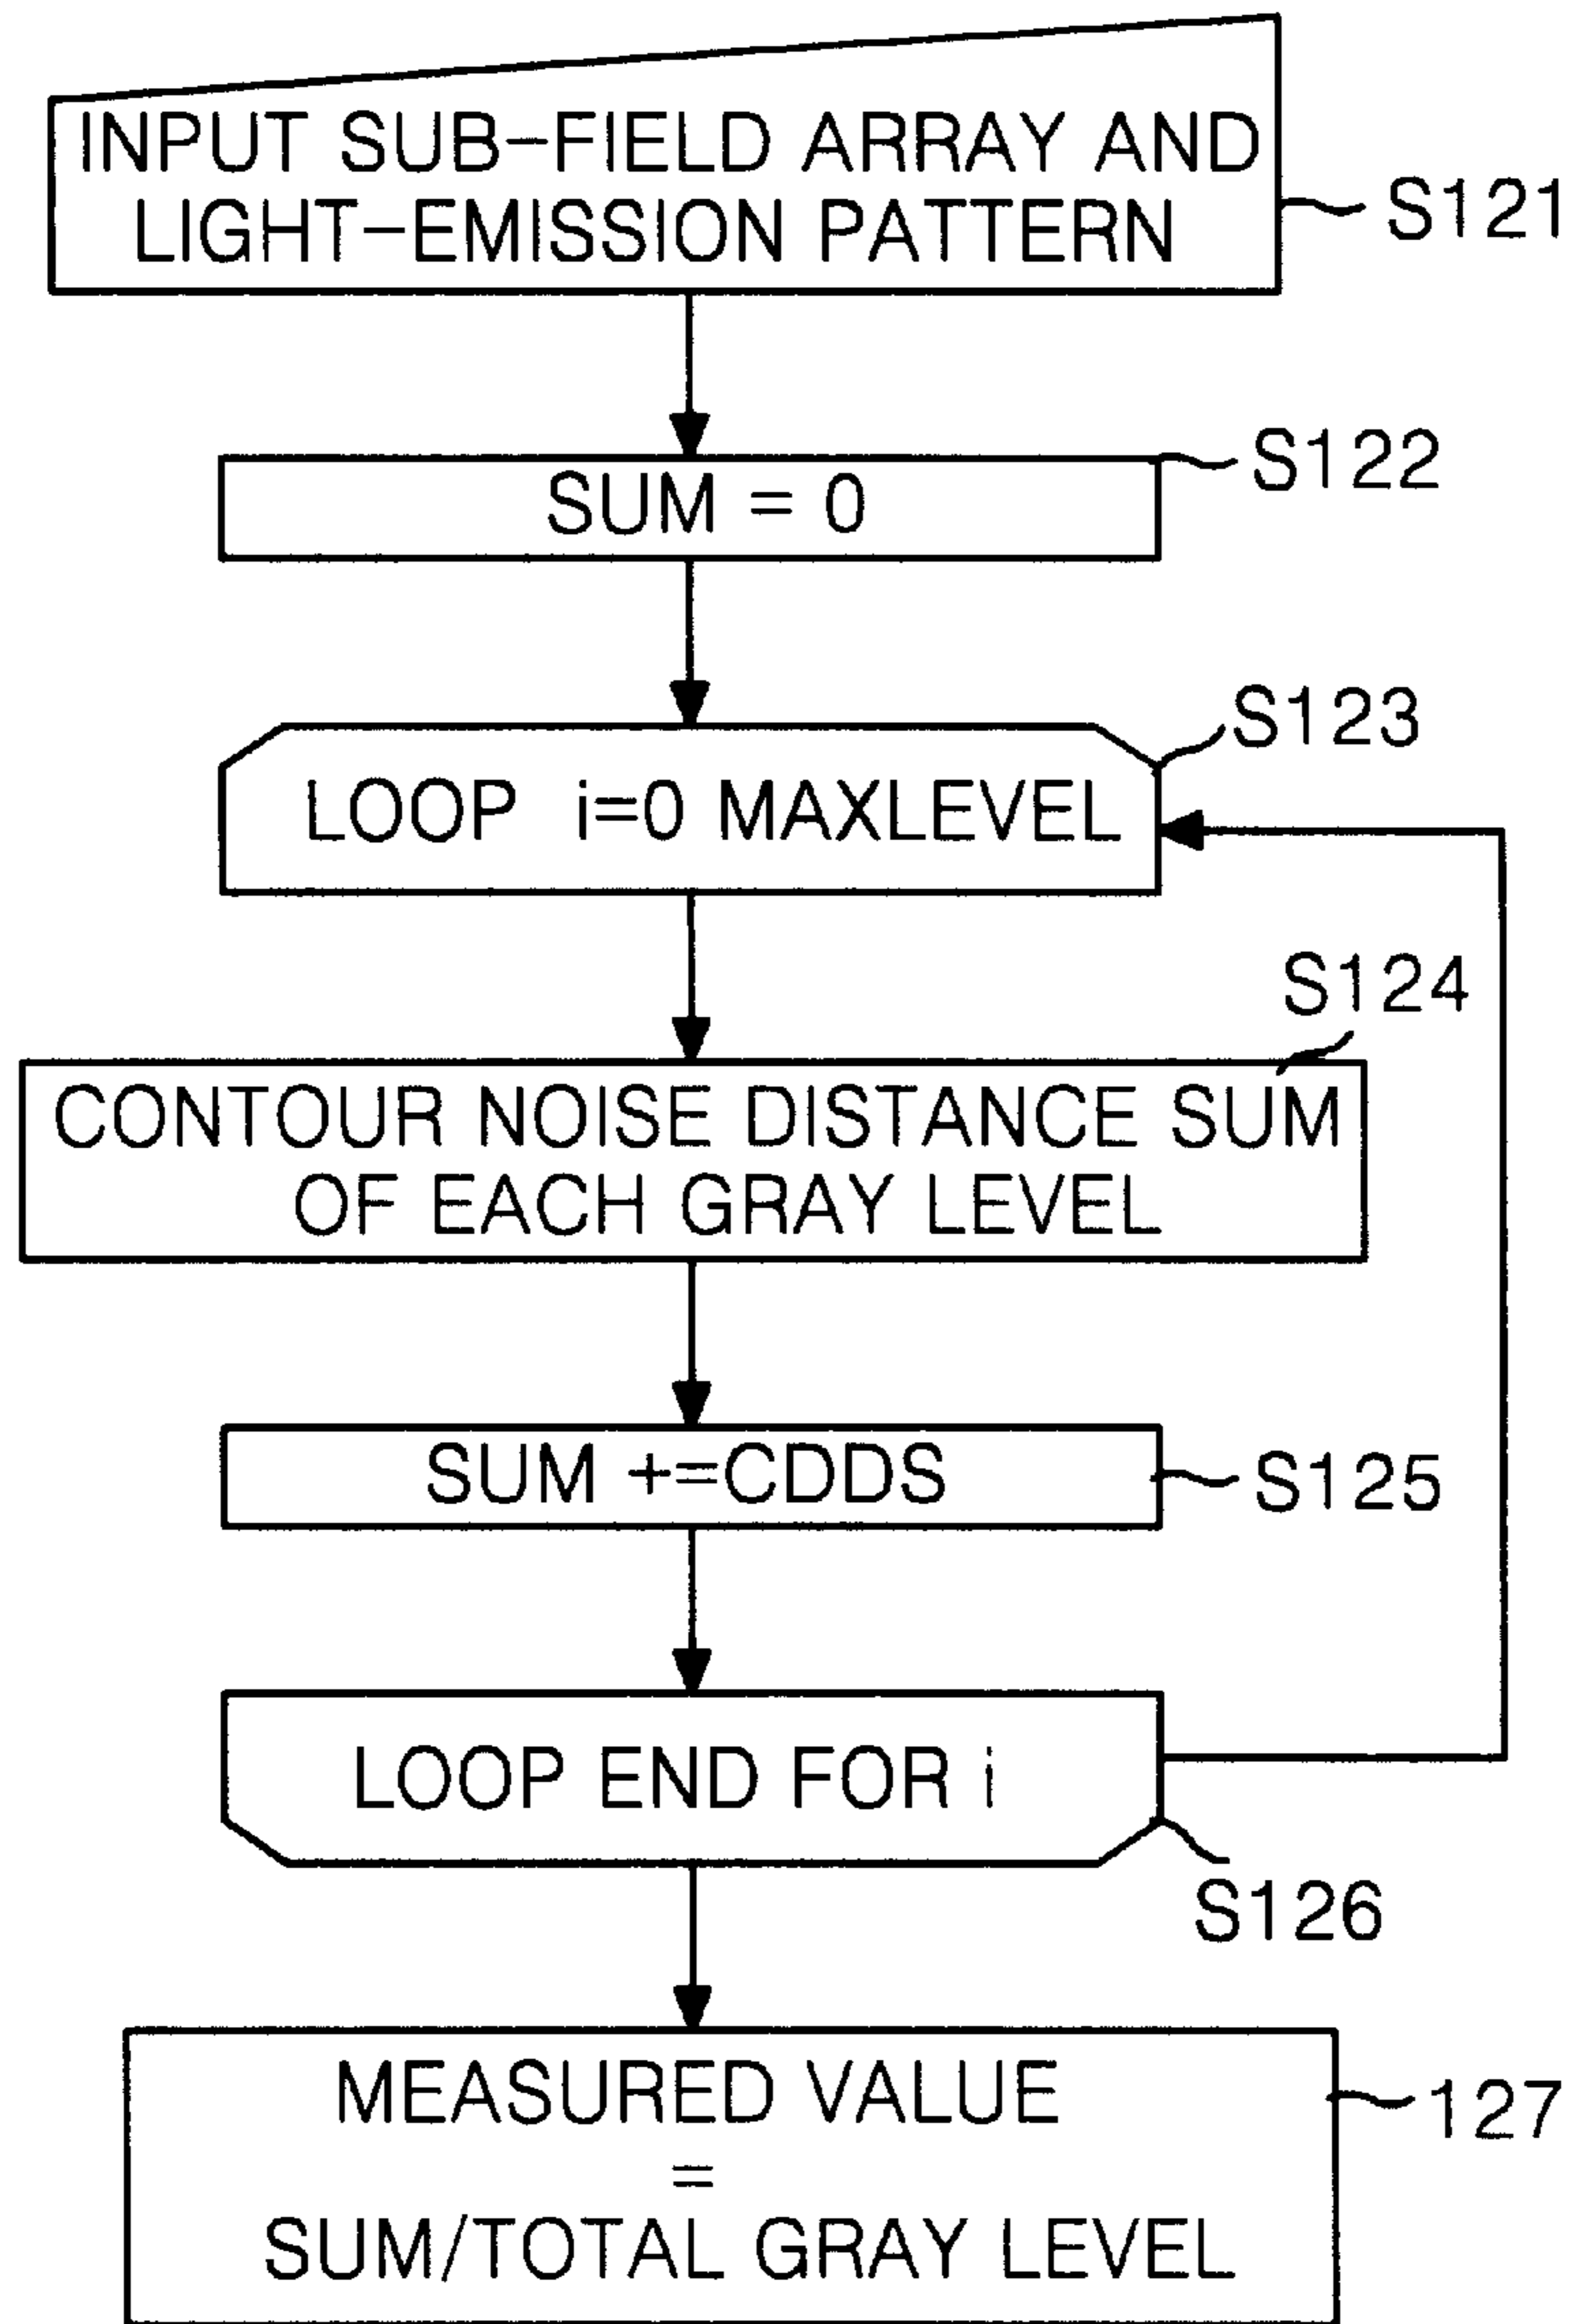 INPUT SUB-FIELD ARRAY AND
LIGHT-EMISSION PATTERN
S121
S122
SUM = 0
S123
LOOP i=0 MAXLEVEL
S124
CONTOUR NOISE DISTANCE SUM
OF EACH GRAY LEVEL
SUM +=CDDS
S125
LOOP END FOR i
S126
MEASURED VALUE
127
=
SUM/TOTAL GRAY LEVEL